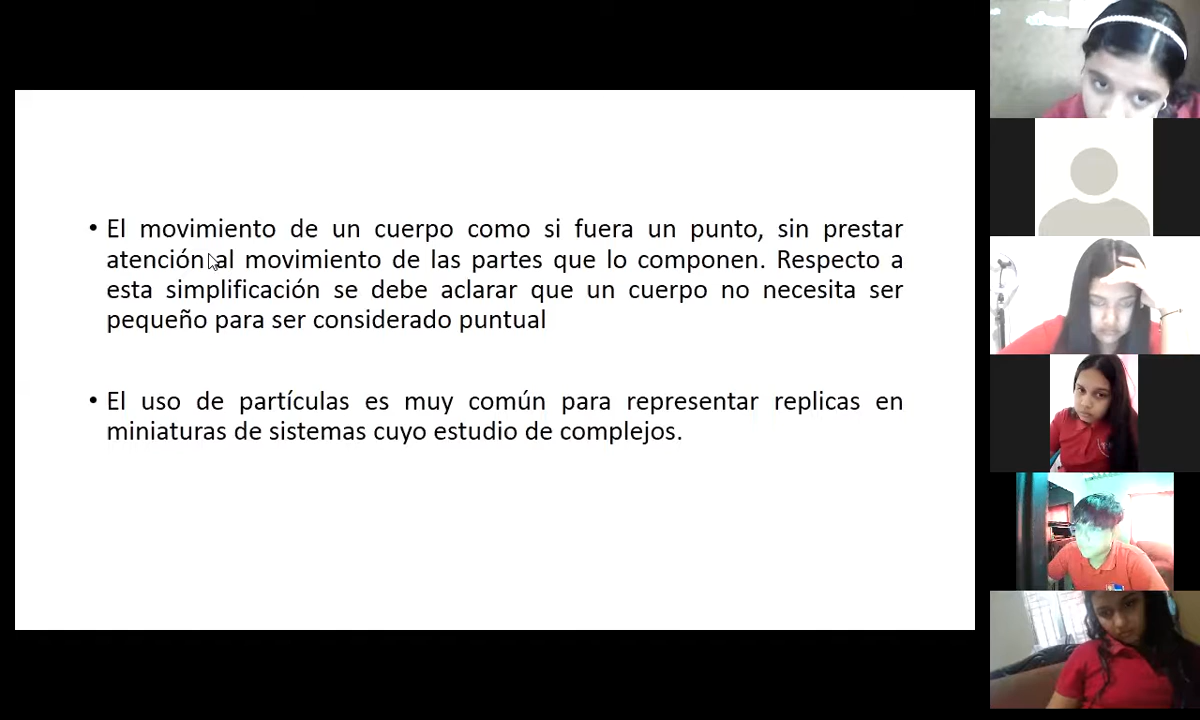 • El movimiento de un cuerpo como si fuera un punto, sin prestar
atención al movimiento de las partes que lo componen. Respecto a
esta simplificación se debe aclarar que un cuerpo no necesita ser
pequeño para ser considerado puntual
• El uso de partículas es muy común para representar replicas en
miniaturas de sistemas cuyo estudio de complejos.